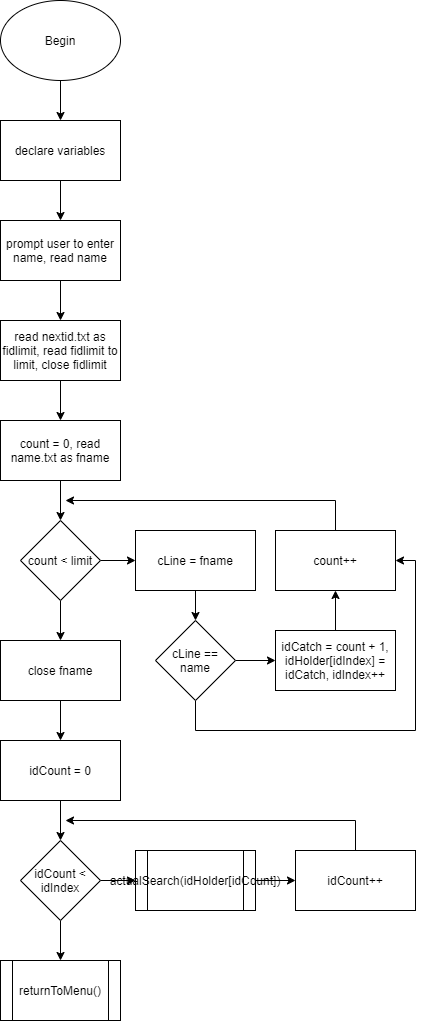 Begin
declare variables
prompt user to enter
name, read name
read nextid.txt as
fidlimit, read fidlimit to
limit, close fidlimit
count = 0, read
name.txt as fname
count < limit
cLine = fname
count++
cLine ==
name
idCatch = count + 1,
idHolder[idIndex] =
idCatch, idIndex++
close fname
idCount = 0
idCount <
idIndex
actualSearch(idHolder[idCount])
idCount++
returnToMenu()